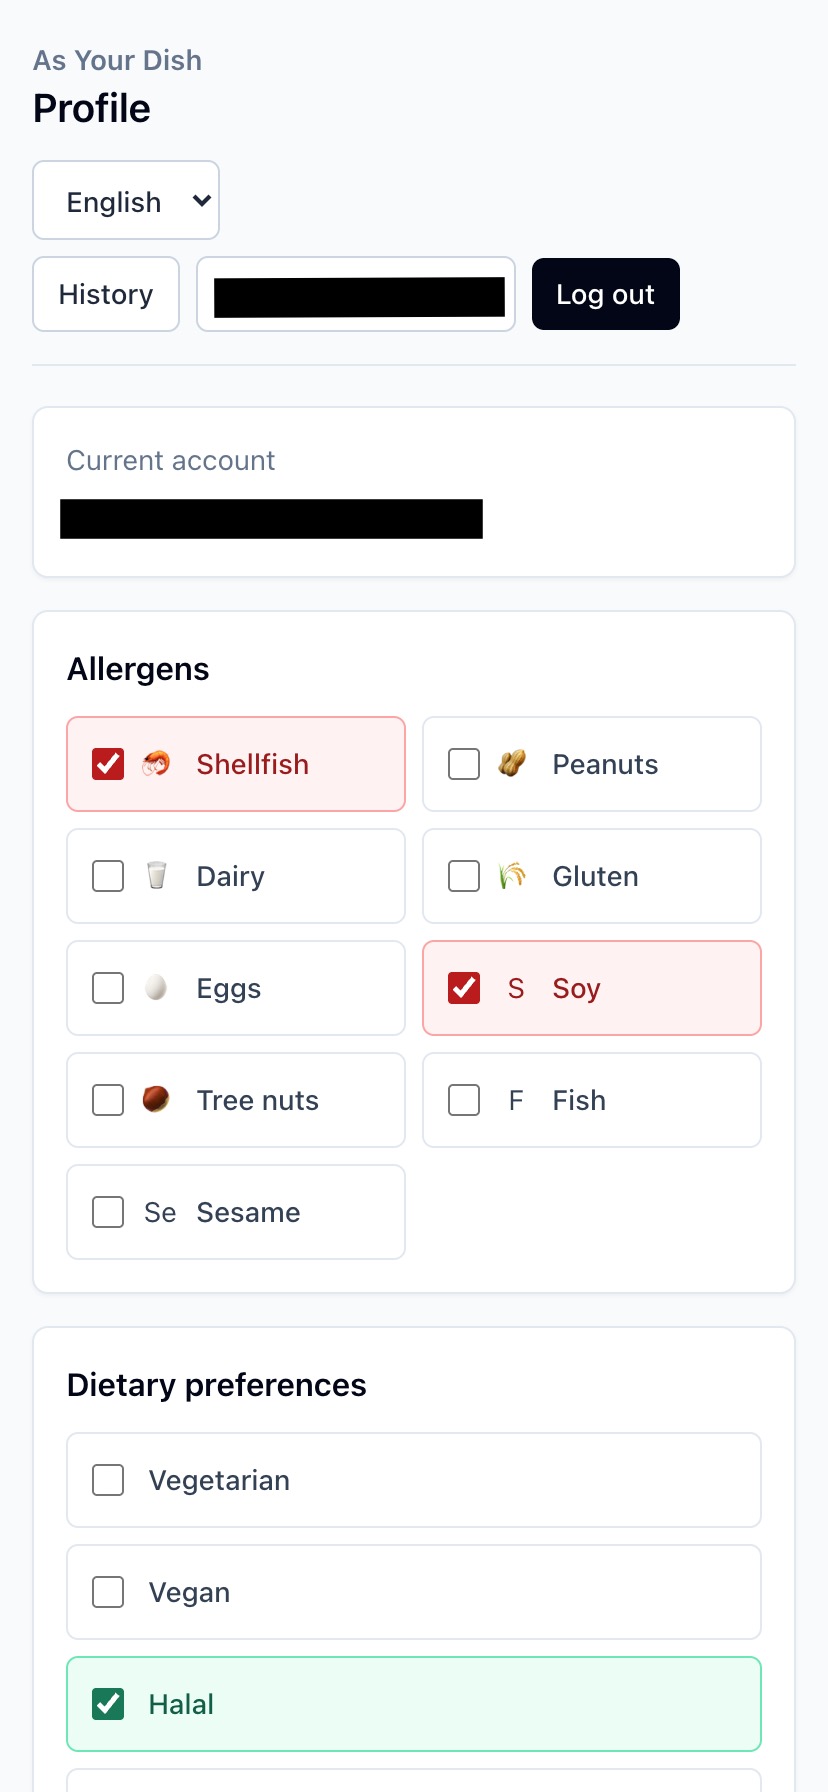 As Your Dish
Profile
English
History
Log out
Current account
Allergens
Shellfish
Peanuts
Dairy
Gluten
Eggs
S Soy
Tree nuts
F Fish
Se Sesame
Dietary preferences
Vegetarian
Vegan
Halal